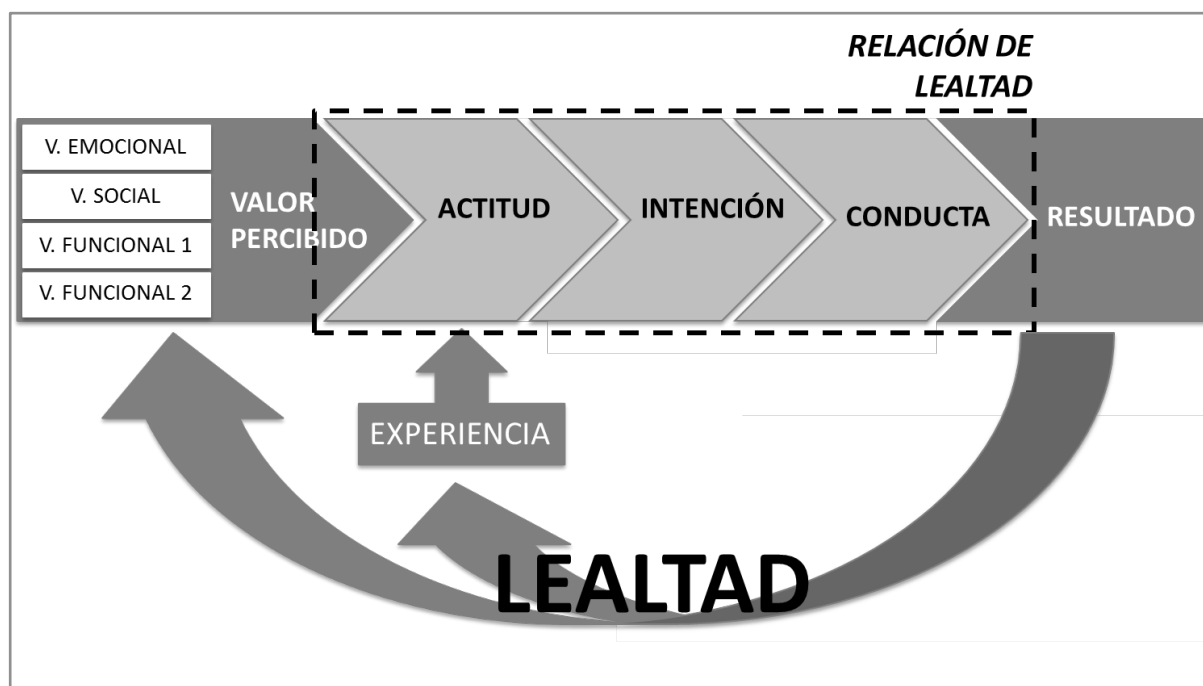 RELACIÓN DE
LEALTAD
V. EMOCIONAL
V. SOCIAL
V. FUNCIONAL 1
V. FUNCIONAL 2
VALOR
PERCIBIDO
ACTITUD
INTENCIÓN
CONDUCTA
RESULTADO
EXPERIENCIA
LEALTAD